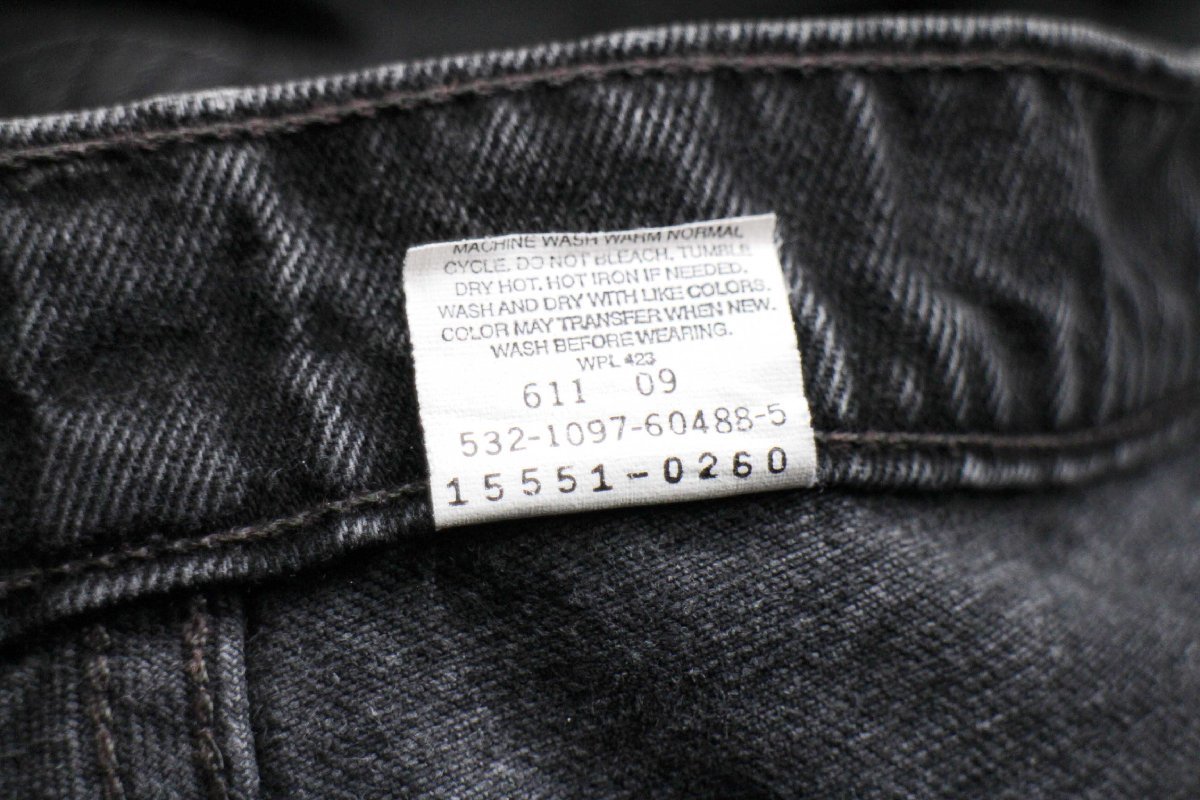 MACHINE WASH WARM NORMAL
CYCLE. DO NOT BLEACH. TUMBLE
DRY HOT. HOT IRON IF NEEDED.
WASH AND DRY WITH LIKE COLORS.
COLOR MAY TRANSFER WHEN NEW.
WASH BEFORE WEARING.
WPL 423
611 09
532-1097-60488-5
15551-0260